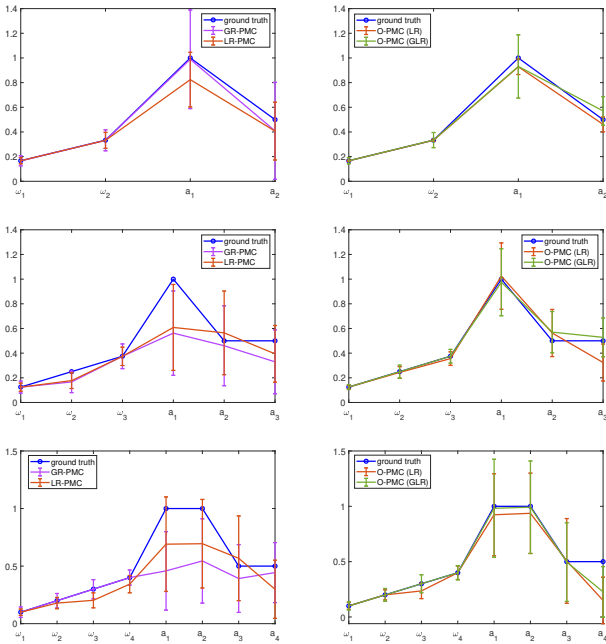 1.4
1.2
1
0.8
0.6
0.4
0.2
0
ω₁ ω₂ a₁ a₂
ground truth
GR-PMC
LR-PMC
1.4
1.2
1
0.8
0.6
0.4
0.2
0
ω₁ ω₂ a₁ a₂
ground truth
O-PMC (LR)
O-PMC (GLR)
1.4
1.2
1
0.8
0.6
0.4
0.2
0
ω₁ ω₂ ω₃ a₁ a₂ a₃
ground truth
GR-PMC
LR-PMC
1.4
1.2
1
0.8
0.6
0.4
0.2
0
ω₁ ω₂ ω₃ a₁ a₂ a₃
ground truth
O-PMC (LR)
O-PMC (GLR)
1.5
1
0.5
0
ω₁ ω₂ ω₃ ω₄ a₁ a₂ a₃ a₄
ground truth
GR-PMC
LR-PMC
1.5
1
0.5
ω₁ ω₂ ω₃ ω₄ a₁ a₂ a₃ a₄
ground truth
O-PMC (LR)
O-PMC (GLR)